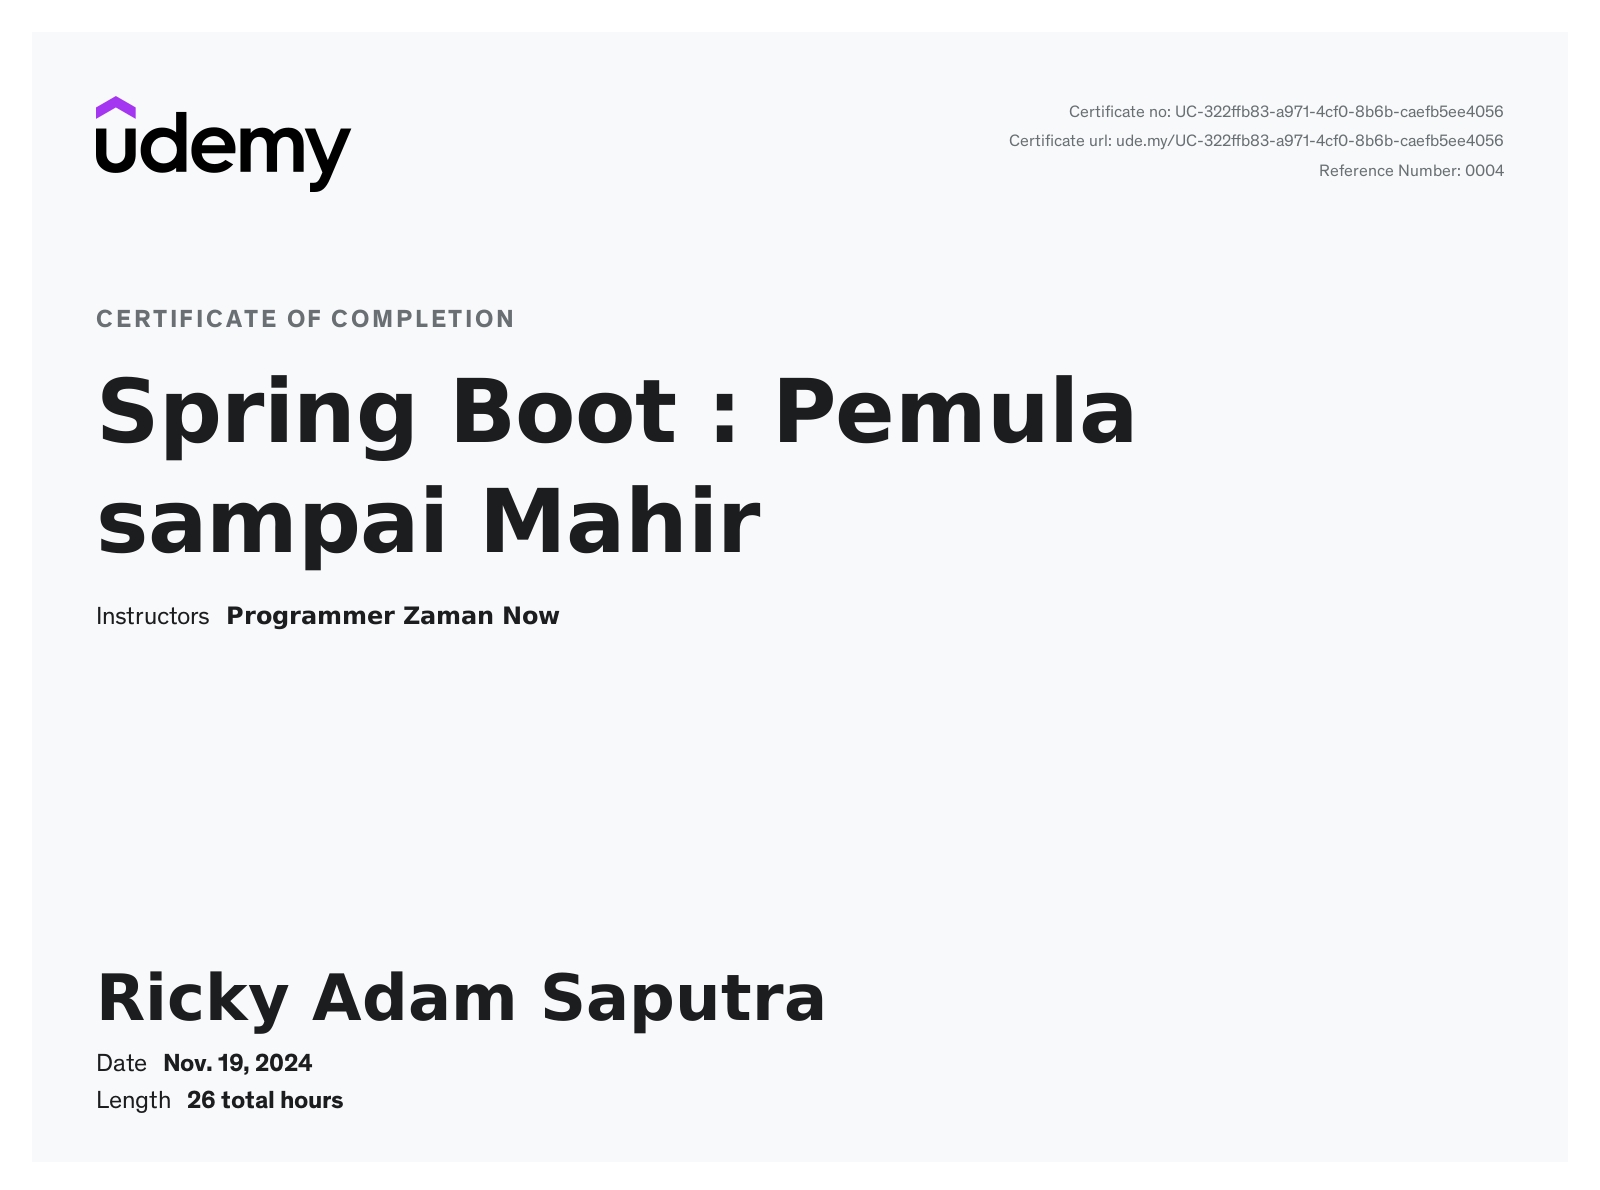 udemy
Certificate no: UC-322ffb83-a971-4cf0-8b6b-caefb5ee4056
Certificate url: ude.my/UC-322ffb83-a971-4cf0-8b6b-caefb5ee4056
Reference Number: 0004
CERTIFICATE OF COMPLETION
Spring Boot : Pemula
sampai Mahir
Instructors Programmer Zaman Now
Ricky Adam Saputra
Date Nov. 19, 2024
Length 26 total hours